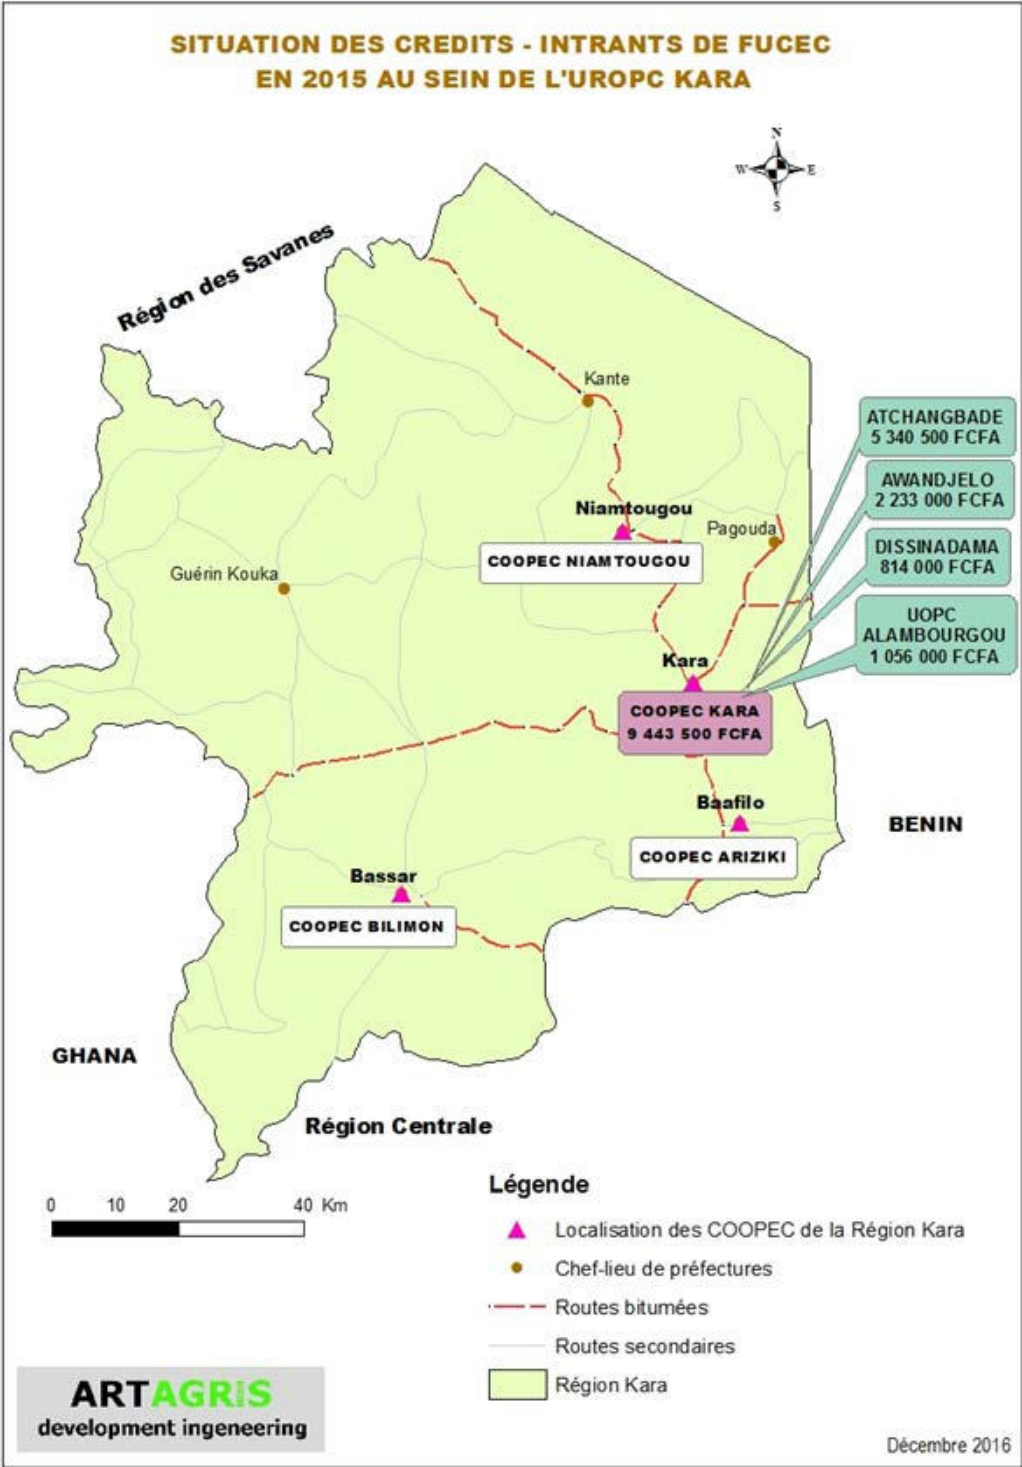 SITUATION DES CREDITS - INTRANTS DE FUCEC
EN 2015 AU SEIN DE L'UROPC KARA
N
W
E
S
Région des Savanes
Kante
ATCHANGBADE
5 340 500 FCFA
AWANDJELO
2 233 000 FCFA
Niamtougou
Pagouda
DISSINADAMA
814 000 FCFA
COOPEC NIAMTOUGOU
Guérin Kouka
UOPC
ALAMBOURGOU
1 056 000 FCFA
Kara
COOPEC KARA
9 443 500 FCFA
Baafilo
BENIN
COOPEC ARIZIKI
Bassar
COOPEC BILIMON
GHANA
Région Centrale
0 10 20 40 Km
Légende
Localisation des COOPEC de la Région Kara
Chef-lieu de préfectures
Routes bitumées
Routes secondaires
Région Kara
ARTAGRIS
development ingeneering
Décembre 2016